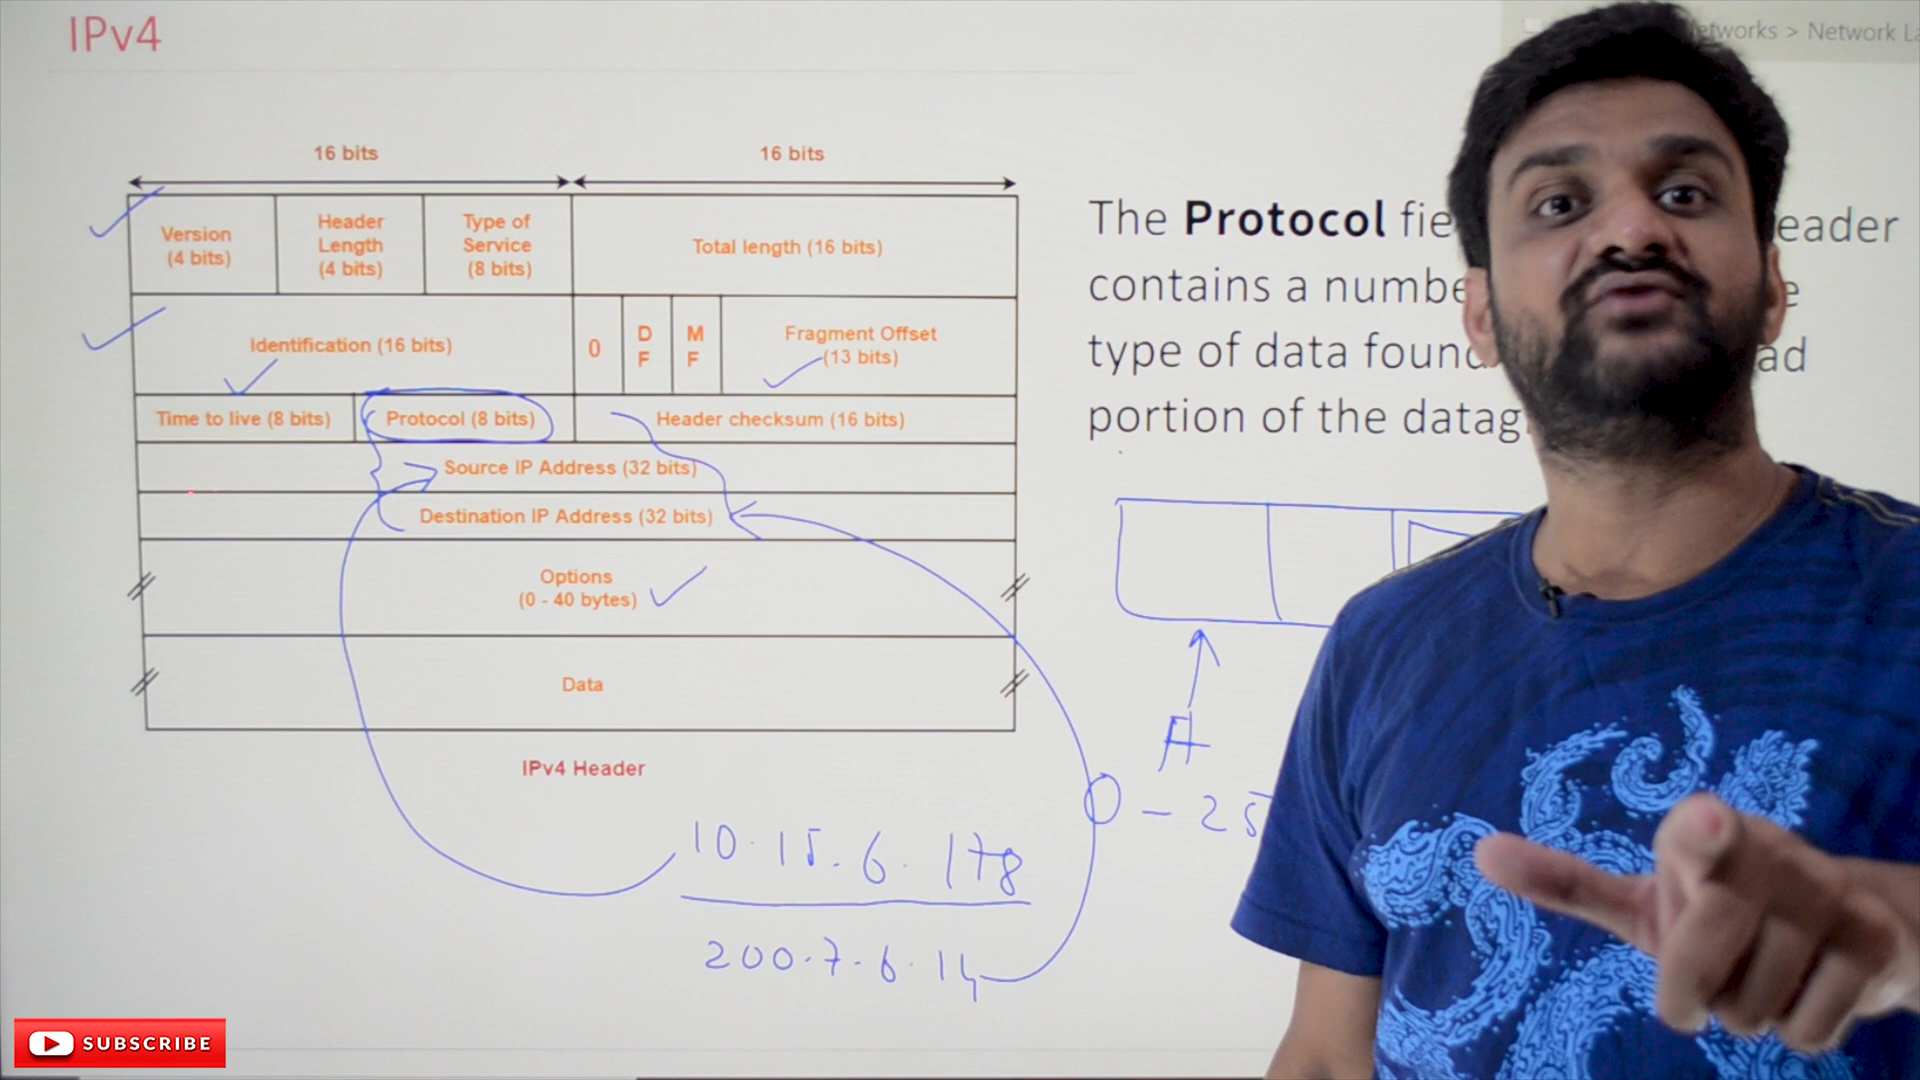 IPv4
etworks > Network La
16 bits
16 bits
Version
(4 bits)
Header
Length
(4 bits)
Type of
Service
(8 bits)
Total length (16 bits)
Identification (16 bits)
0
D
F
M
F
Fragment Offset
(13 bits)
Time to live (8 bits)
Protocol (8 bits)
Header checksum (16 bits)
Source IP Address (32 bits)
Destination IP Address (32 bits)
Options
(0 - 40 bytes)
Data
IPv4 Header
The Protocol fie eader
contains a numbe e
type of data foun ad
portion of the datag
0 - 25
10.15.6.178
200.7.6.14
SUBSCRIBE